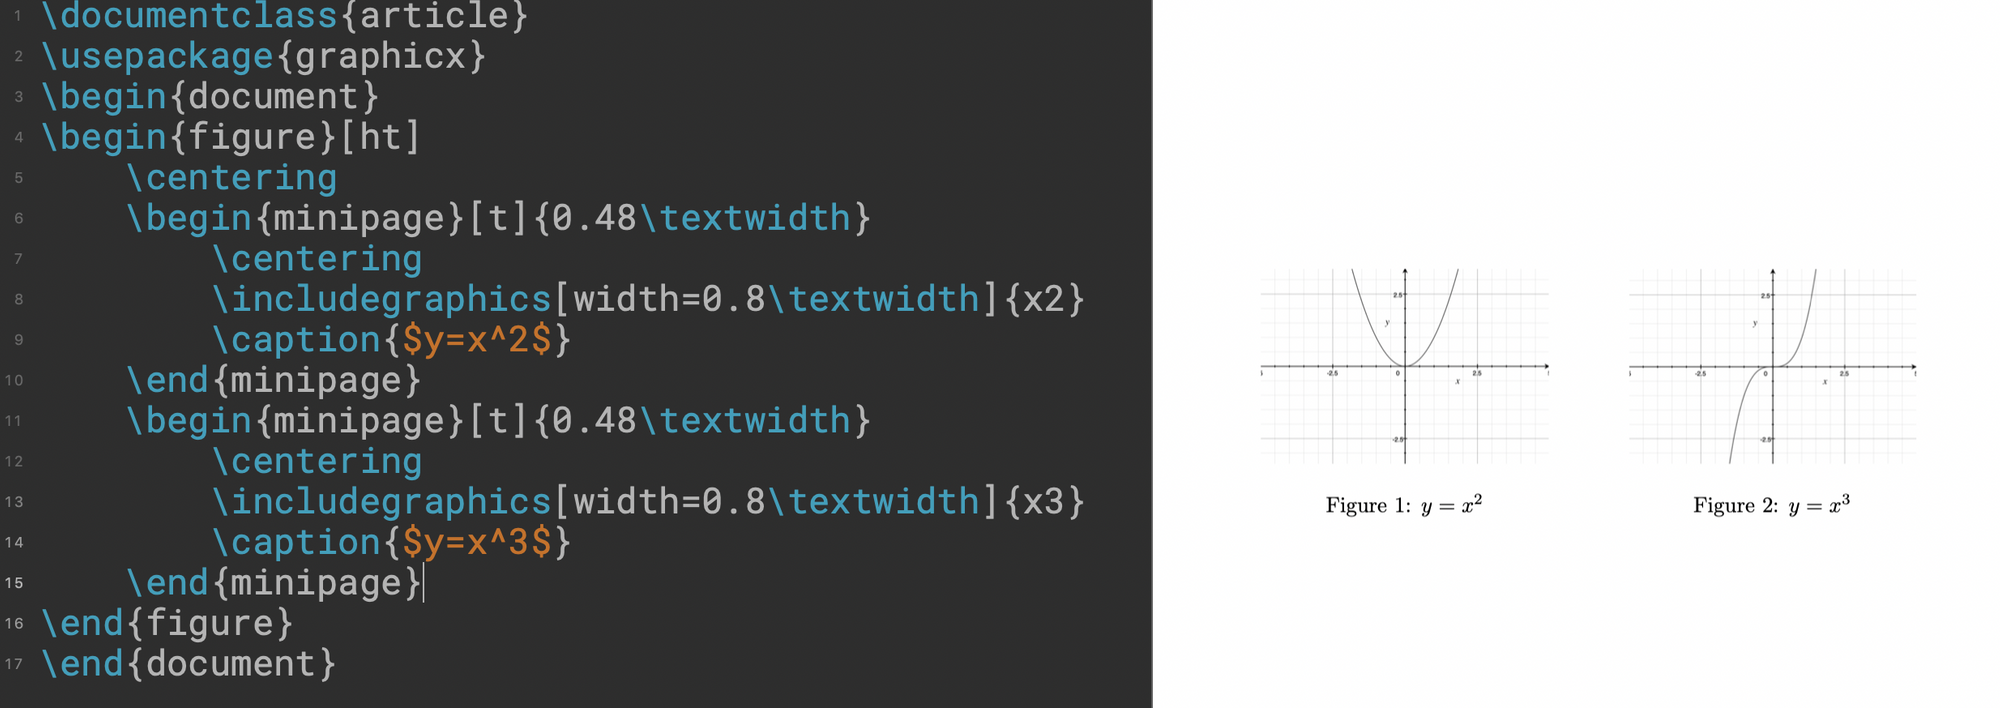 1 \documentclass{article}
2 \usepackage{graphicx}
3 \begin{document}
4 \begin{figure}[ht]
5 \centering
6 \begin{minipage}[t]{0.48\textwidth}
7 \centering
8 \includegraphics[width=0.8\textwidth]{x2}
9 \caption{$y=x^2$}
10 \end{minipage}
11 \begin{minipage}[t]{0.48\textwidth}
12 \centering
13 \includegraphics[width=0.8\textwidth]{x3}
14 \caption{$y=x^3$}
15 \end{minipage}
16 \end{figure}
17 \end{document}
2.5
y
-2.5 0 2.5
x
-2.5
Figure 1: y = x²
2.5
y
-2.5 0 2.5
x
-2.5
Figure 2: y = x³